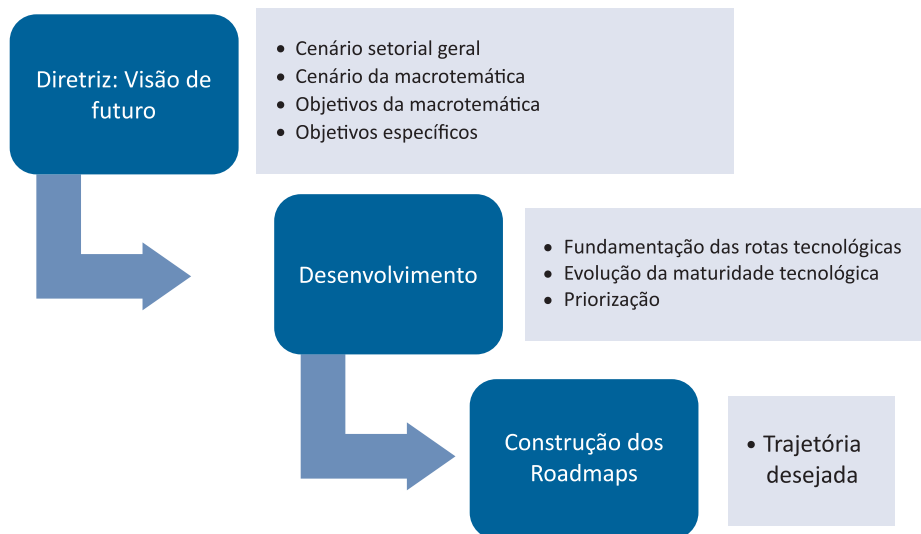 Diretriz: Visão de
futuro
• Cenário setorial geral
• Cenário da macrotemática
• Objetivos da macrotemática
• Objetivos específicos
Desenvolvimento
• Fundamentação das rotas tecnológicas
• Evolução da maturidade tecnológica
• Priorização
Construção dos
Roadmaps
• Trajetória
desejada